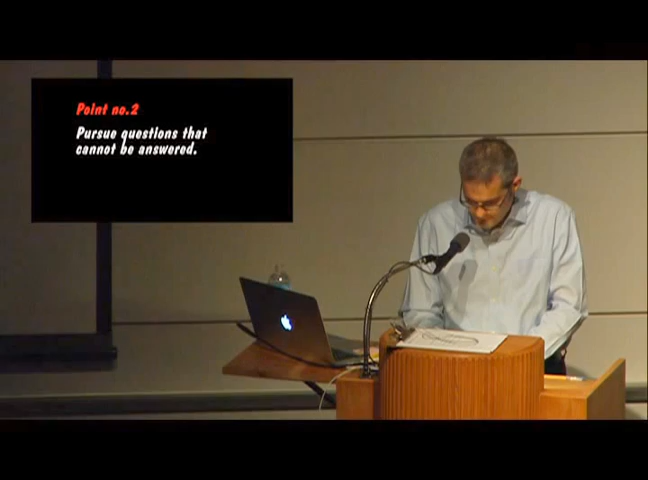 Point no.2
Pursue questions that
cannot be answered.